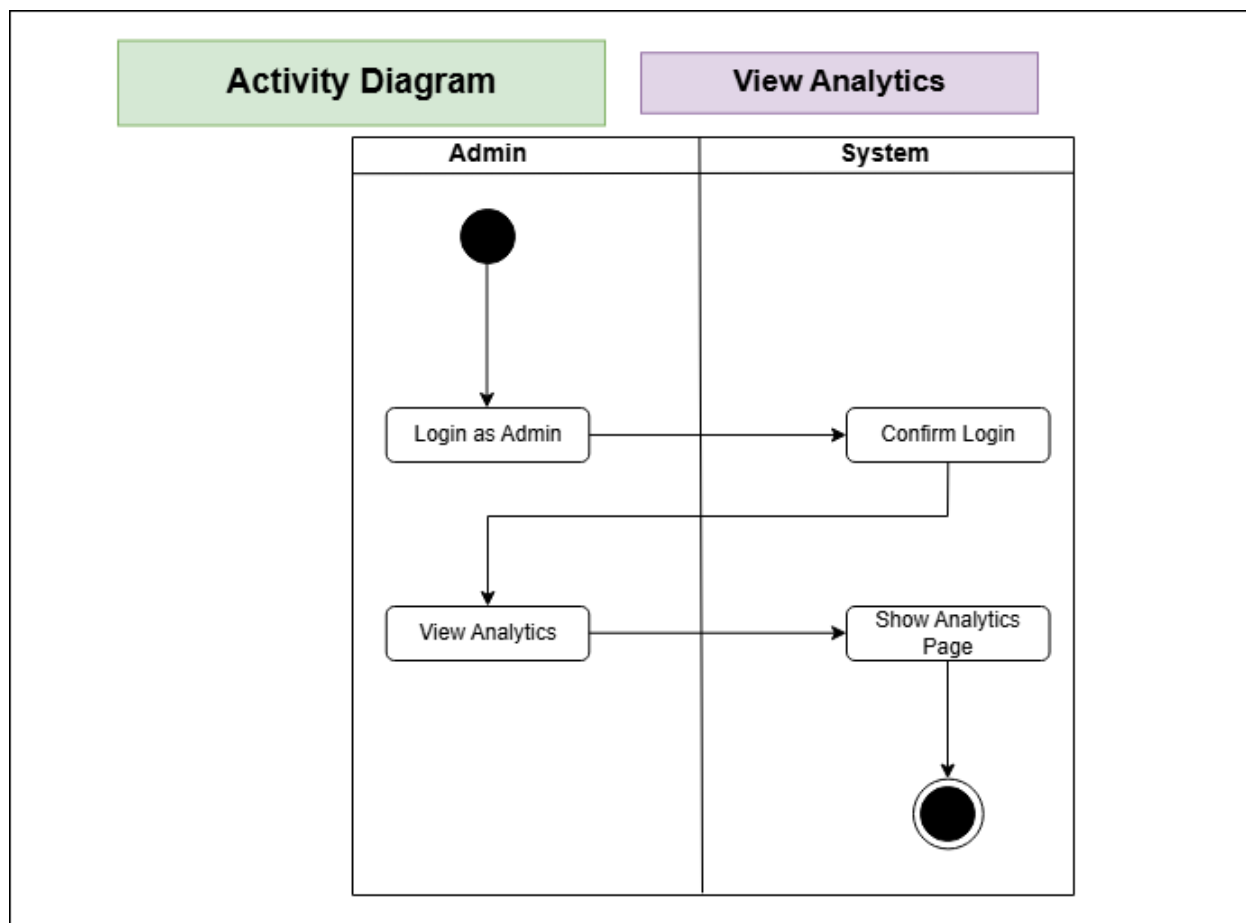 Activity Diagram
View Analytics
Admin
System
Login as Admin
Confirm Login
View Analytics
Show Analytics
Page